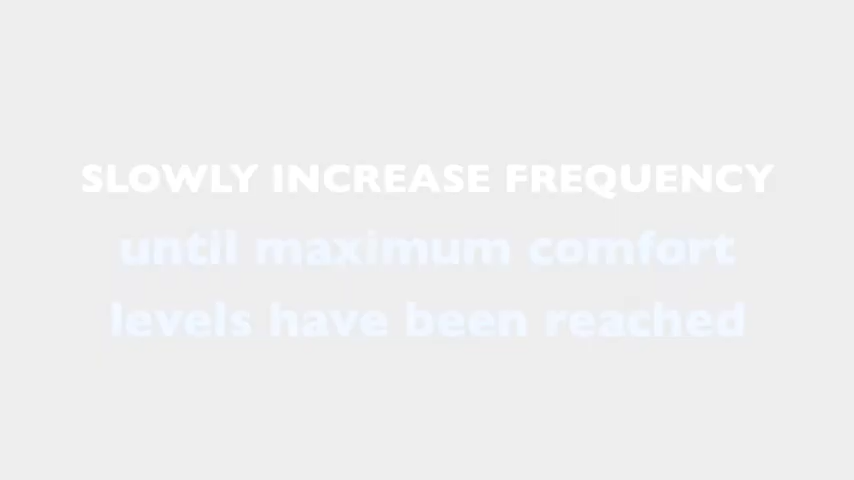 SLOWLY INCREASE FREQUENCY
until maximum comfort
levels have been reached